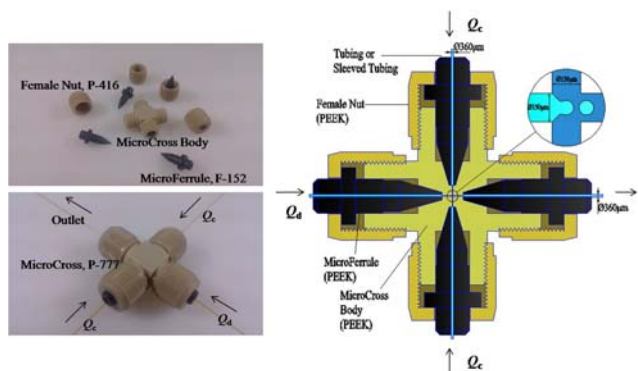 Female Nut, P-416
MicroCross Body
MicroFerrule, F-152
Outlet
Qc
MicroCross, P-777
Qc
Qd
Qc
Tubing or
Sleeved Tubing
Ø360μm
Female Nut
(PEEK)
Ø150μm
Ø150μm
Qd
Ø360μm
MicroFerrule
(PEEK)
MicroCross
Body
(PEEK)
Qc